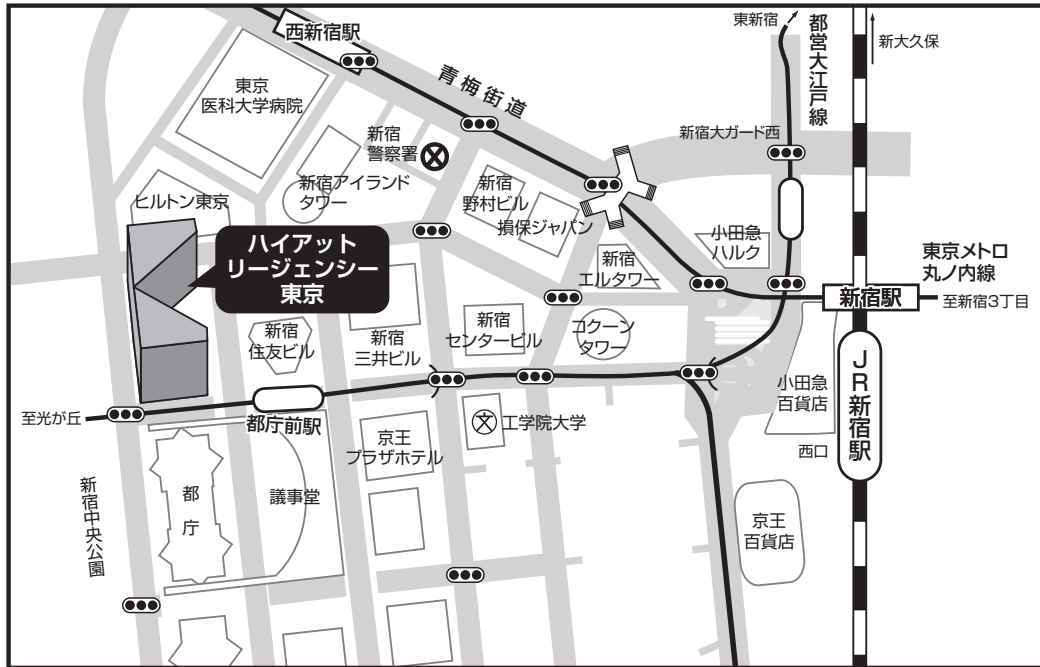 東新宿
都営大江戸線
新大久保
西新宿駅
青梅街道
東京
医科大学病院
新宿大ガード西
新宿
警察署
新宿アイランド
タワー
新宿
野村ビル
ヒルトン東京
損保ジャパン
小田急
ハルク
ハイアット
リージェンシー
東京
新宿
エルタワー
東京メトロ
丸ノ内線
新宿駅
至新宿3丁目
新宿
住友ビル
新宿
三井ビル
新宿
センタービル
コクーン
タワー
JR新宿駅
小田急
百貨店
至光が丘
都庁前駅
文
工学院大学
京王
プラザホテル
西口
新宿中央公園
都庁
議事堂
京王
百貨店